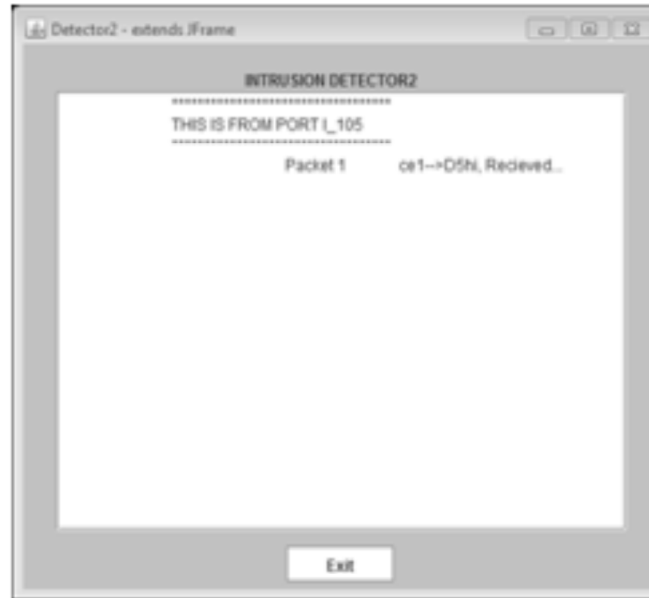 Detector2 - extends JFrame
INTRUSION DETECTOR2
==================================
THIS IS FROM PORT I_105
----------------------------------
Packet 1 ce1-->D5hi, Recieved...
Exit